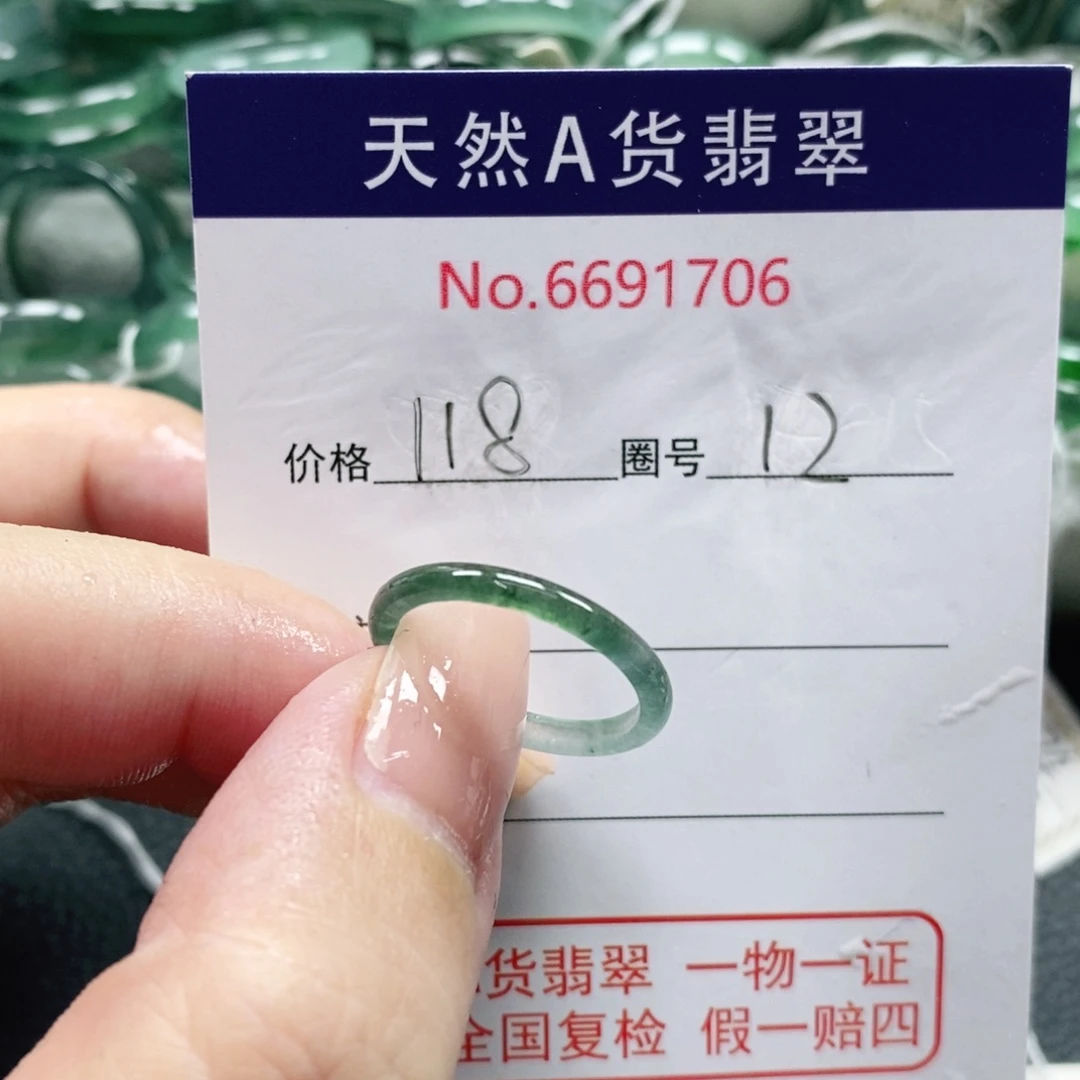 天然A货翡翠
No.6691706
价格 118 圈号 12
货翡翠 一物一证
全国复检 假一赔四